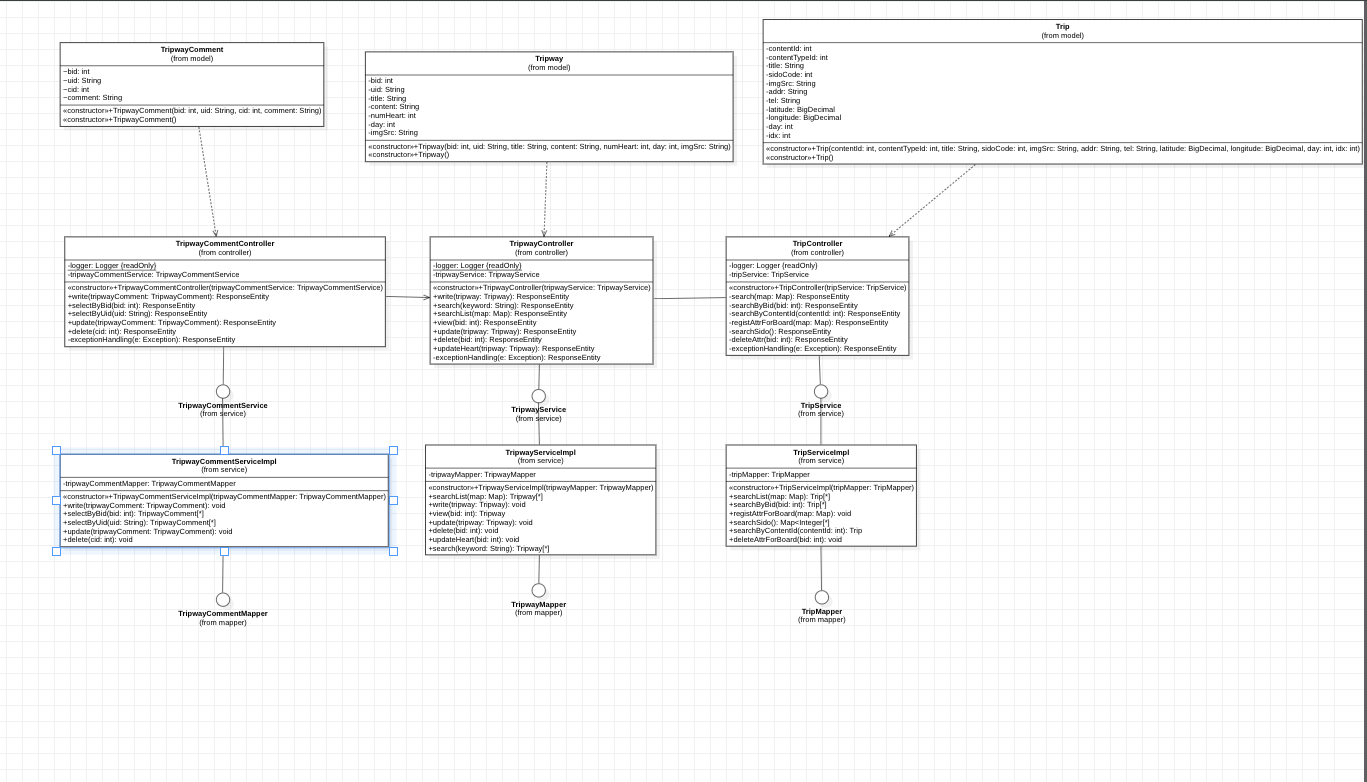 TripwayComment
(from model)
~bid: int
~uid: String
~cid: int
~comment: String
«constructor»+TripwayComment(bid: int, uid: String, cid: int, comment: String)
«constructor»+TripwayComment()
Tripway
(from model)
-bid: int
-uid: String
-title: String
-content: String
-numHeart: int
-day: int
-imgSrc: String
«constructor»+Tripway(bid: int, uid: String, title: String, content: String, numHeart: int, day: int, imgSrc: String)
«constructor»+Tripway()
Trip
(from model)
-contentId: int
-contentTypeId: int
-title: String
-sidoCode: int
-imgSrc: String
-addr: String
-tel: String
-latitude: BigDecimal
-longitude: BigDecimal
-day: int
-idx: int
«constructor»+Trip(contentId: int, contentTypeId: int, title: String, sidoCode: int, imgSrc: String, addr: String, tel: String, latitude: BigDecimal, longitude: BigDecimal, day: int, idx: int)
«constructor»+Trip()
TripwayCommentController
(from controller)
-logger: Logger {readOnly}
-tripwayCommentService: TripwayCommentService
«constructor»+TripwayCommentController(tripwayCommentService: TripwayCommentService)
+write(tripwayComment: TripwayComment): ResponseEntity
+selectByBid(bid: int): ResponseEntity
+selectByUid(uid: String): ResponseEntity
+update(tripwayComment: TripwayComment): ResponseEntity
+delete(cid: int): ResponseEntity
-exceptionHandling(e: Exception): ResponseEntity
TripwayController
(from controller)
-logger: Logger {readOnly}
-tripwayService: TripwayService
«constructor»+TripwayController(tripwayService: TripwayService)
+write(tripway: Tripway): ResponseEntity
+search(keyword: String): ResponseEntity
+searchList(map: Map): ResponseEntity
+view(bid: int): ResponseEntity
+update(tripway: Tripway): ResponseEntity
+delete(bid: int): ResponseEntity
+updateHeart(tripway: Tripway): ResponseEntity
-exceptionHandling(e: Exception): ResponseEntity
TripController
(from controller)
-logger: Logger {readOnly}
-tripService: TripService
«constructor»+TripController(tripService: TripService)
-search(map: Map): ResponseEntity
-searchByBid(bid: int): ResponseEntity
-searchByContentId(contentId: int): ResponseEntity
-registAttrForBoard(map: Map): ResponseEntity
-searchSido(): ResponseEntity
-deleteAttr(bid: int): ResponseEntity
-exceptionHandling(e: Exception): ResponseEntity
TripwayCommentService
(from service)
TripwayService
(from service)
TripService
(from service)
TripwayCommentServiceImpl
(from service)
-tripwayCommentMapper: TripwayCommentMapper
«constructor»+TripwayCommentServiceImpl(tripwayCommentMapper: TripwayCommentMapper)
+write(tripwayComment: TripwayComment): void
+selectByBid(bid: int): TripwayComment[*]
+selectByUid(uid: String): TripwayComment[*]
+update(tripwayComment: TripwayComment): void
+delete(cid: int): void
TripwayServiceImpl
(from service)
-tripwayMapper: TripwayMapper
«constructor»+TripwayServiceImpl(tripwayMapper: TripwayMapper)
+searchList(map: Map): Tripway[*]
+write(tripway: Tripway): void
+view(bid: int): Tripway
+update(tripway: Tripway): void
+delete(bid: int): void
+updateHeart(bid: int): void
+search(keyword: String): Tripway[*]
TripServiceImpl
(from service)
-tripMapper: TripMapper
«constructor»+TripServiceImpl(tripMapper: TripMapper)
+searchList(map: Map): Trip[*]
+searchByBid(bid: int): Trip[*]
+registAttrForBoard(map: Map): void
+searchSido(): Map<Integer[*]
+searchByContentId(contentId: int): Trip
+deleteAttrForBoard(bid: int): void
TripwayCommentMapper
(from mapper)
TripwayMapper
(from mapper)
TripMapper
(from mapper)